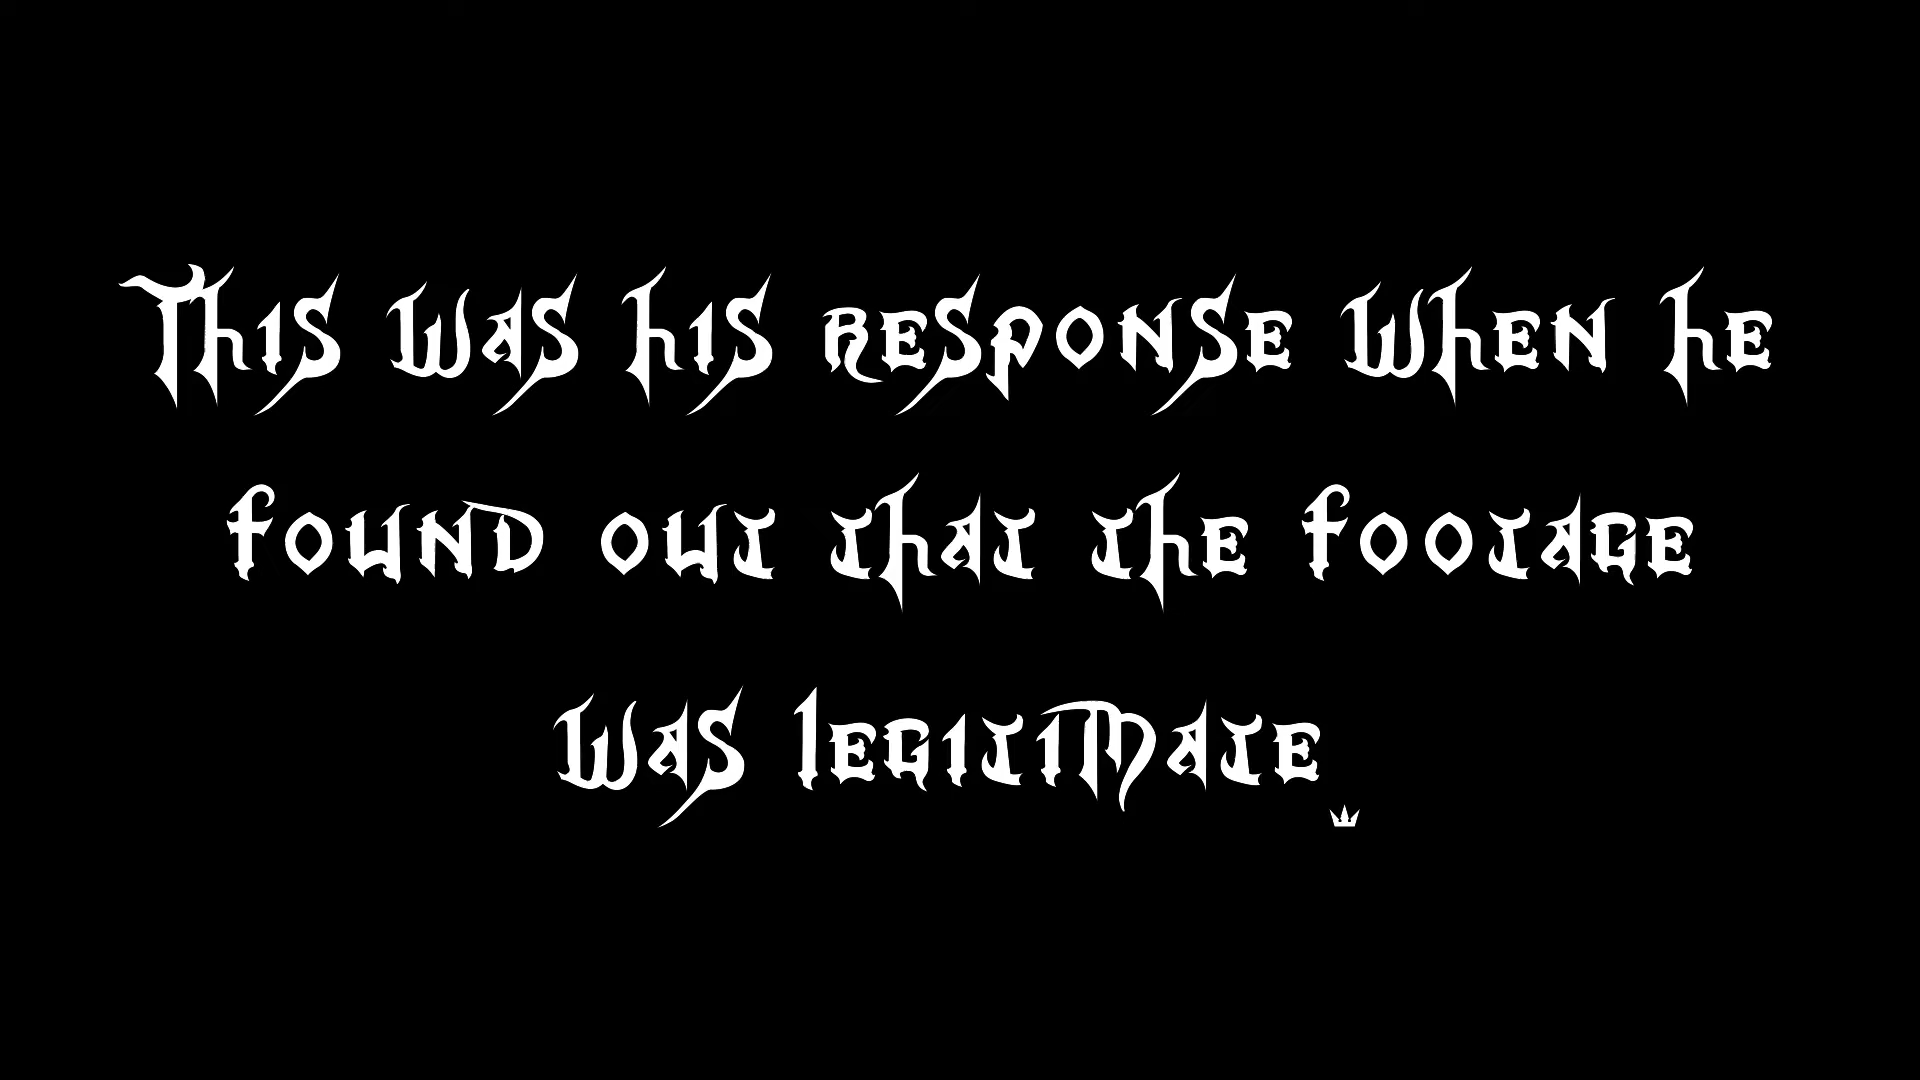 This was his response when he
found out that the footage
was legitimate.